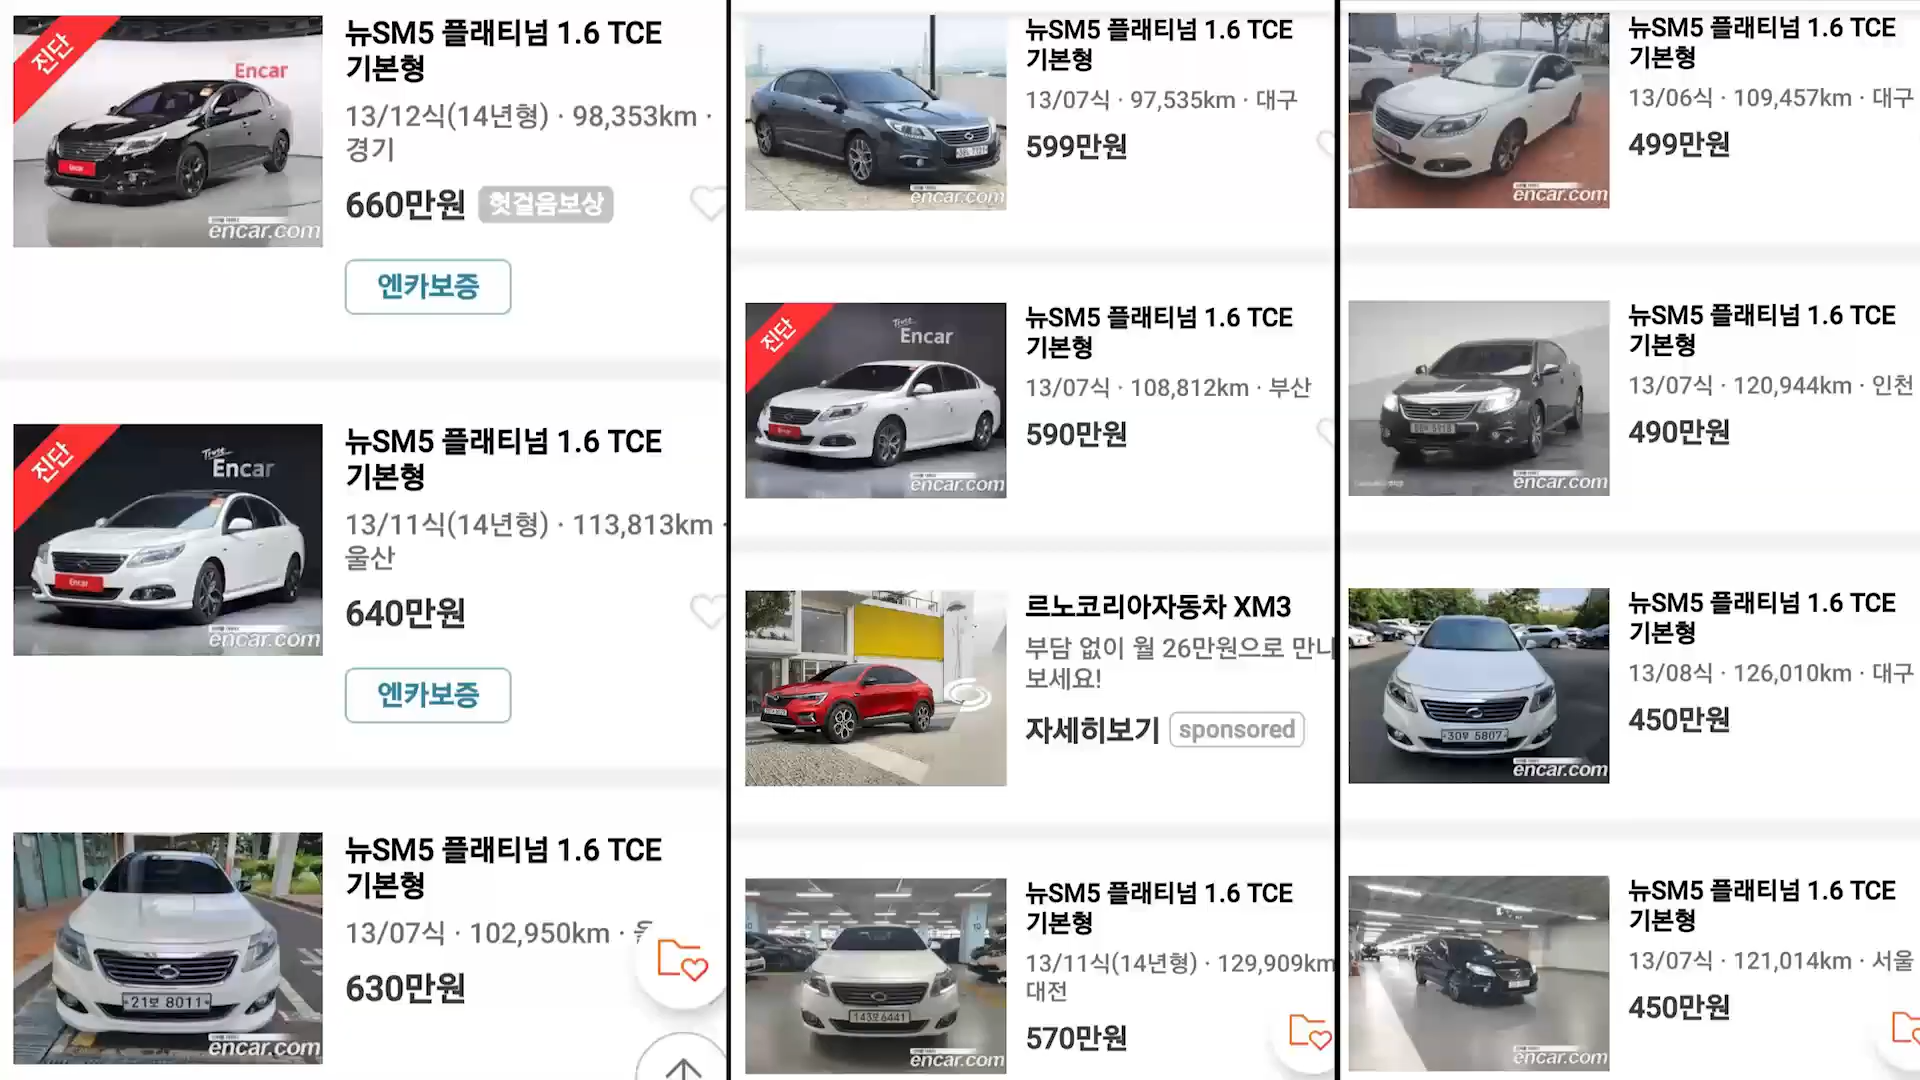 진단
Encar
Encar
encar.com
뉴SM5 플래티넘 1.6 TCE
기본형
13/12식(14년형) · 98,353km ·
경기
660만원 헛걸음보상
엔카보증
진단
Time
Encar
Encar
encar.com
뉴SM5 플래티넘 1.6 TCE
기본형
13/11식(14년형) · 113,813km ·
울산
640만원
엔카보증
21보 8011
encar.com
뉴SM5 플래티넘 1.6 TCE
기본형
13/07식 · 102,950km ·
630만원
encar.com
뉴SM5 플래티넘 1.6 TCE
기본형
13/07식 · 97,535km · 대구
599만원
진단
Time
Encar
Encar
encar.com
뉴SM5 플래티넘 1.6 TCE
기본형
13/07식 · 108,812km · 부산
590만원
르노코리아자동차 XM3
부담 없이 월 26만원으로 만나
보세요!
자세히보기 sponsored
encar.com
뉴SM5 플래티넘 1.6 TCE
기본형
13/11식(14년형) · 129,909km
대전
570만원
encar.com
뉴SM5 플래티넘 1.6 TCE
기본형
13/06식 · 109,457km · 대구
499만원
encar.com
뉴SM5 플래티넘 1.6 TCE
기본형
13/07식 · 120,944km · 인천
490만원
encar.com
뉴SM5 플래티넘 1.6 TCE
기본형
13/08식 · 126,010km · 대구
450만원
encar.com
뉴SM5 플래티넘 1.6 TCE
기본형
13/07식 · 121,014km · 서울
450만원